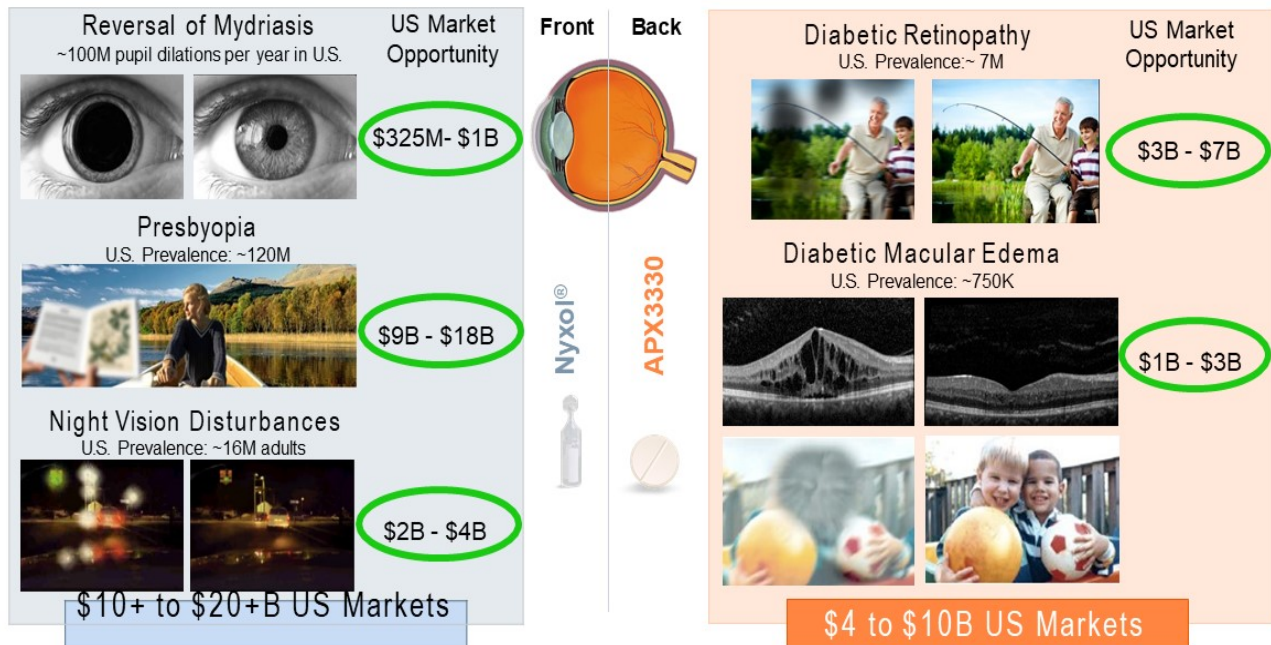 Reversal of Mydriasis
~100M pupil dilations per year in U.S.
US Market
Opportunity
$325M- $1B
Presbyopia
U.S. Prevalence: ~120M
$9B - $18B
Night Vision Disturbances
U.S. Prevalence: ~16M adults
$2B - $4B
$10+ to $20+B US Markets
Front
Back
Nyxol®
APX3330
Diabetic Retinopathy
U.S. Prevalence:~ 7M
US Market
Opportunity
$3B - $7B
Diabetic Macular Edema
U.S. Prevalence: ~750K
$1B - $3B
$4 to $10B US Markets